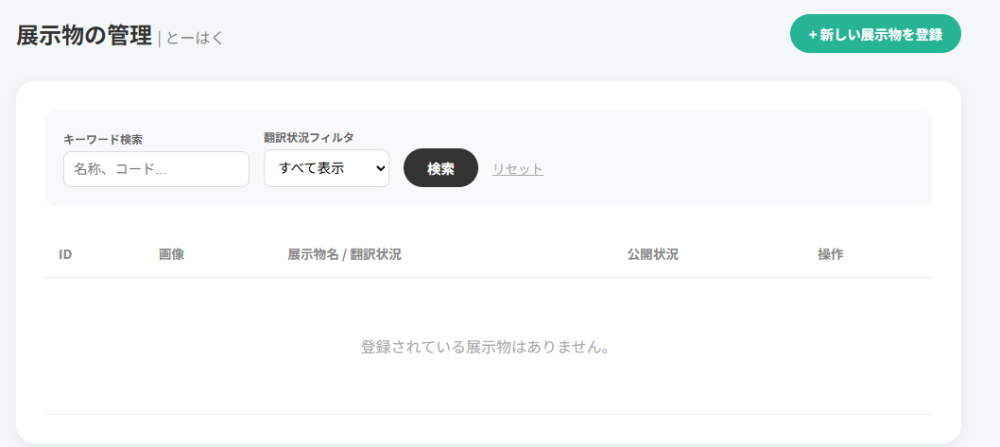 展示物の管理 | とーはく
+ 新しい展示物を登録
キーワード検索
翻訳状況フィルタ
名称、コード...
すべて表示
検索
リセット
ID 画像 展示物名 / 翻訳状況 公開状況 操作
登録されている展示物はありません。